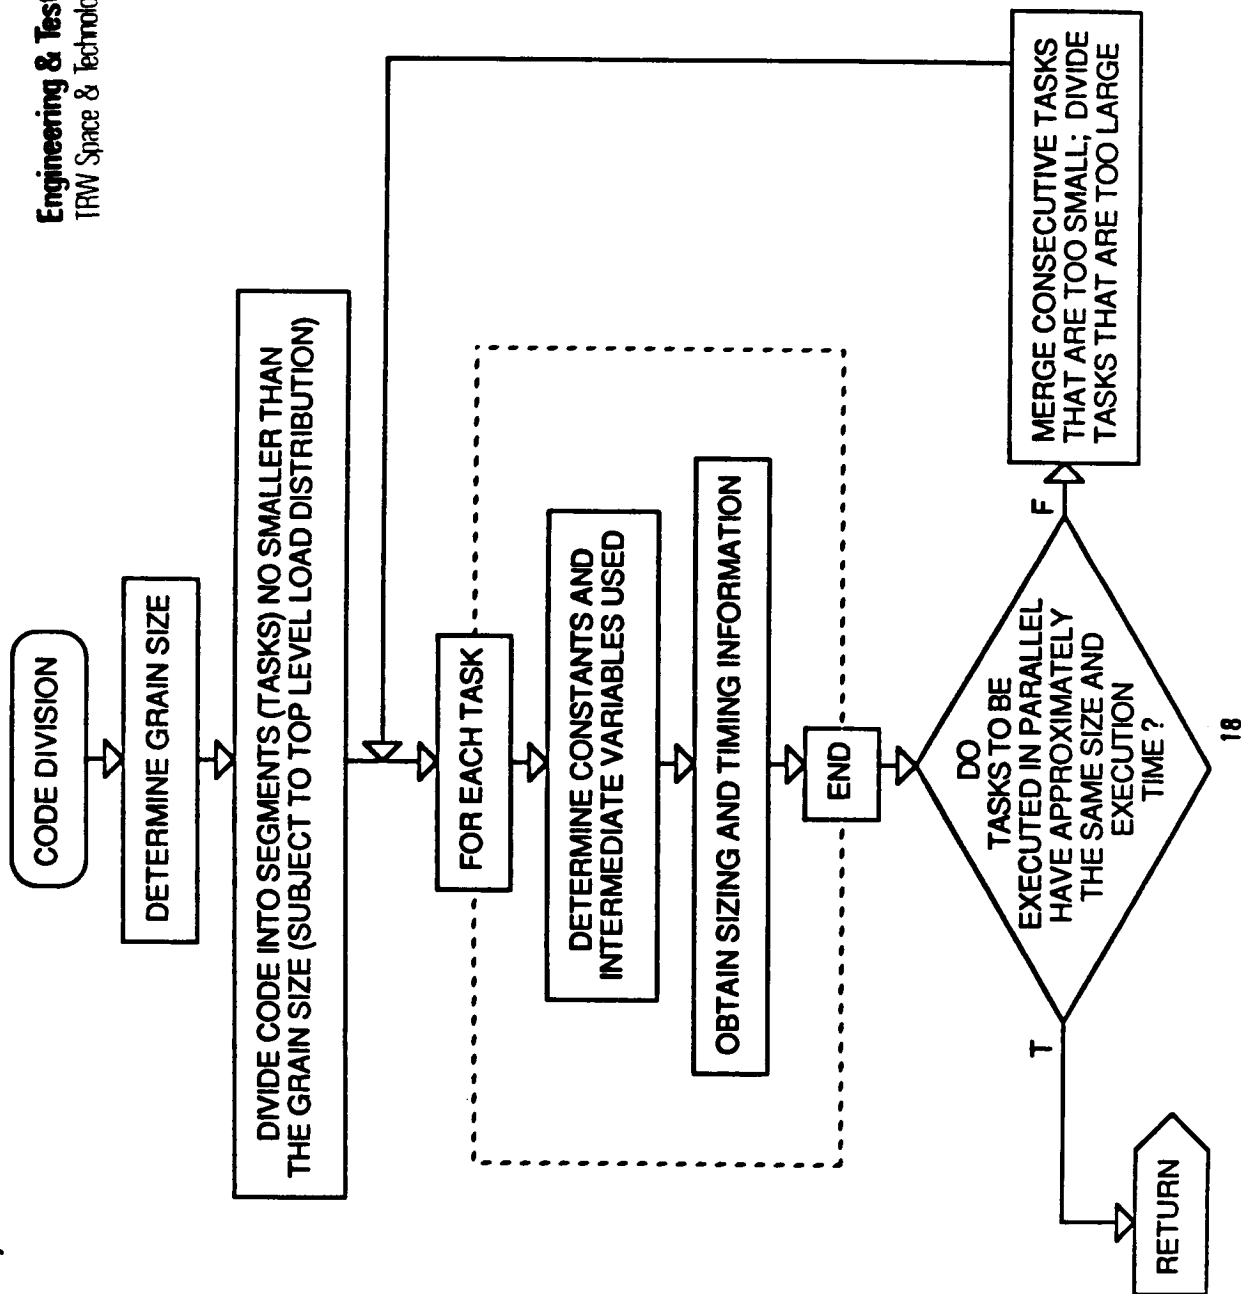 Engineering & Test
TRW Space &
CODE DIVISION
DETERMINE GRAIN SIZE
DIVIDE CODE INTO SEGMENTS (TASKS) NO SMALLER THAN
THE GRAIN SIZE (SUBJECT TO TOP LEVEL LOAD DISTRIBUTION)
FOR EACH TASK
DETERMINE CONSTANTS AND
INTERMEDIATE VARIABLES USED
OBTAIN SIZING AND TIMING INFORMATION
END
DO
TASKS TO BE
EXECUTED IN PARALLEL
HAVE APPROXIMATELY
THE SAME SIZE AND
EXECUTION
TIME?
T
F
MERGE CONSECUTIVE TASKS
THAT ARE TOO SMALL; DIVIDE
TASKS THAT ARE TOO LARGE
RETURN
18